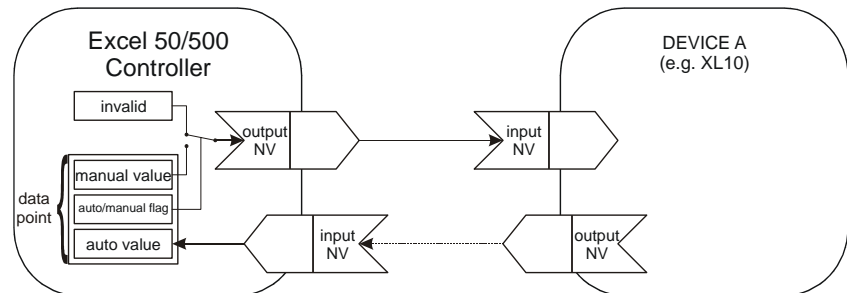 Excel 50/500
Controller
DEVICE A
(e.g. XL10)
invalid
output
NV
input
NV
manual value
data
point
auto/manual flag
auto value
input
NV
output
NV